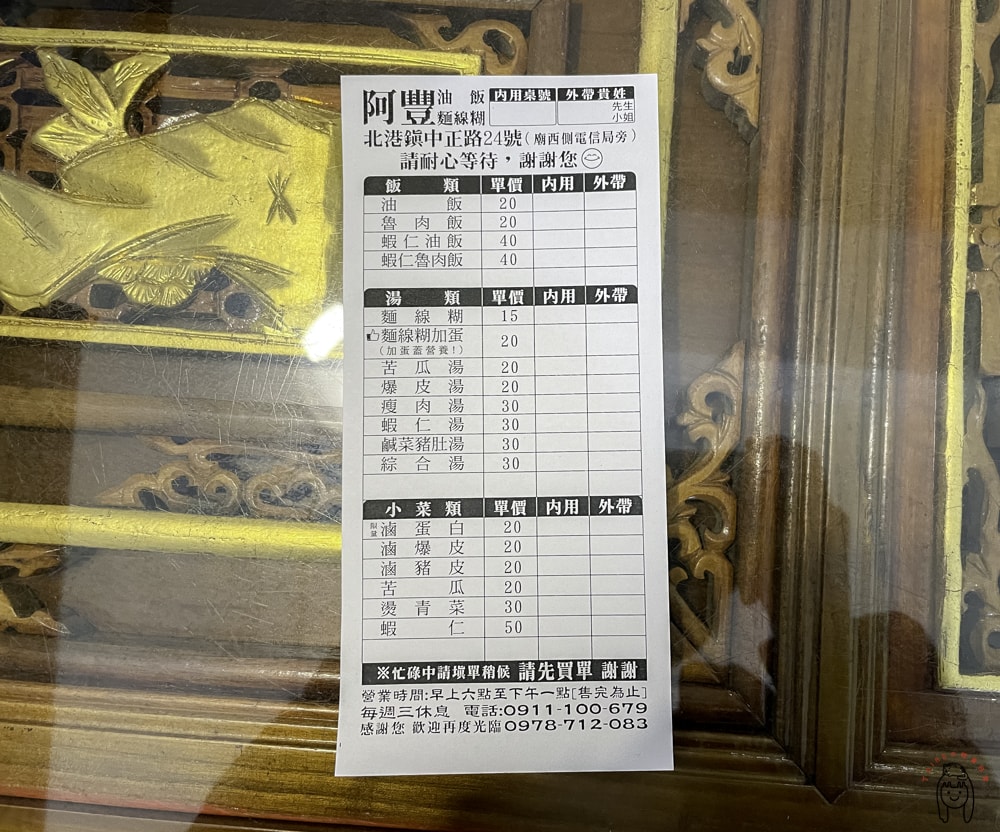 阿豐 油飯 麵線糊 內用桌號 外帶貴姓 先生 小姐
北港鎮中正路24號(廟西側電信局旁)
請耐心等待，謝謝您
飯類 單價 內用 外帶
油飯 20
魯肉飯 20
蝦仁油飯 40
蝦仁魯肉飯 40
湯類 單價 內用 外帶
麵線糊 15
麵線糊加蛋 20
(加蛋蓋營養!)
苦瓜湯 20
爆皮湯 20
瘦肉湯 30
蝦仁湯 30
鹹菜豬肚湯 30
綜合湯 30
小菜類 單價 內用 外帶
限量 滷蛋白 20
滷爆皮 20
滷豬皮 20
苦瓜 20
燙青菜 30
蝦仁 50
※忙碌中請填單稍候 請先買單 謝謝
營業時間:早上六點至下午一點[售完為止]
每週三休息 電話:0911-100-679
感謝您 歡迎再度光臨 0978-712-083